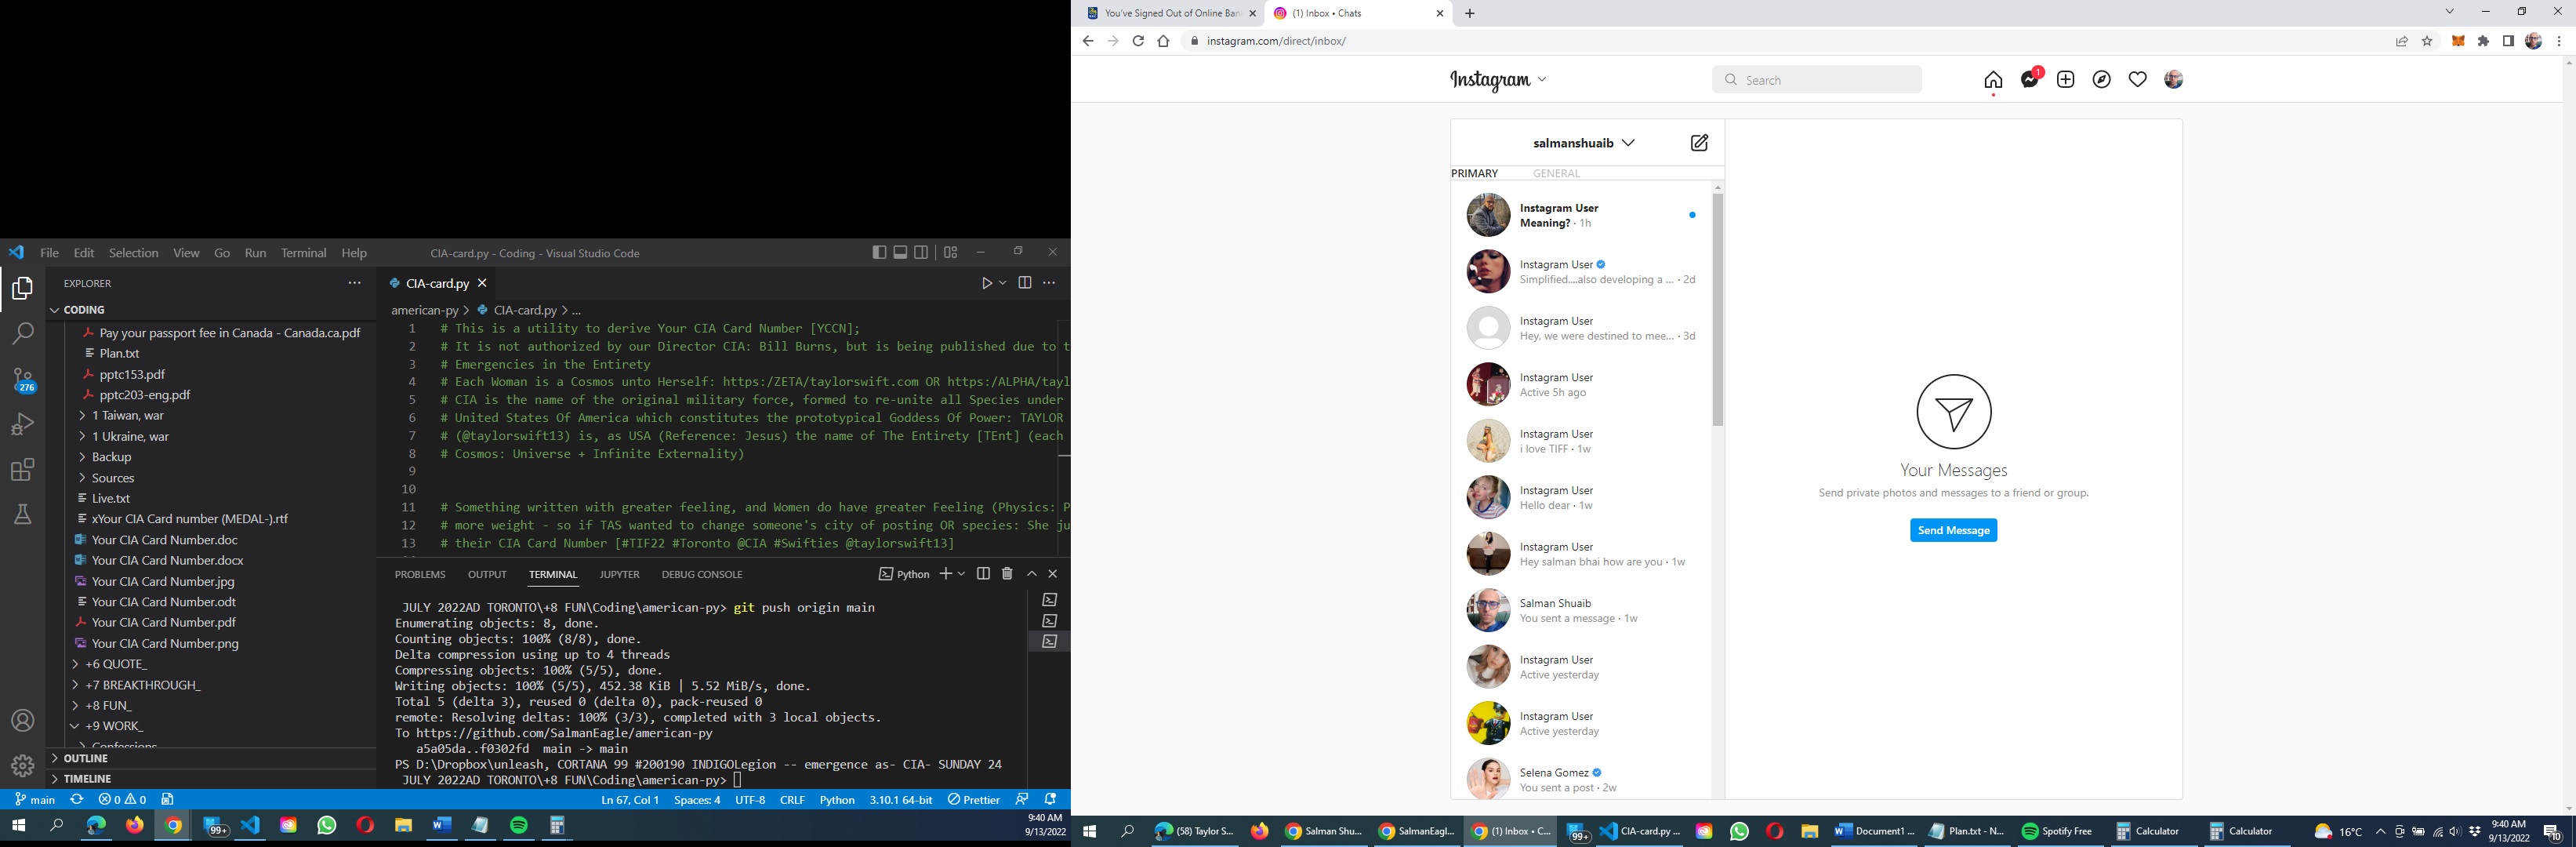 File Edit Selection View Go Run Terminal Help
CIA-card.py - Coding - Visual Studio Code
EXPLORER
CODING
Pay your passport fee in Canada - Canada.ca.pdf
Plan.txt
pptc153.pdf
pptc203-eng.pdf
1 Taiwan, war
1 Ukraine, war
Backup
Sources
Live.txt
xYour CIA Card number (MEDAL-).rtf
Your CIA Card Number.doc
Your CIA Card Number.docx
Your CIA Card Number.jpg
Your CIA Card Number.odt
Your CIA Card Number.pdf
Your CIA Card Number.png
+6 QUOTE_
+7 BREAKTHROUGH_
+8 FUN_
+9 WORK_
Confessions
OUTLINE
TIMELINE
276
CIA-card.py
american-py > CIA-card.py > ...
1 # This is a utility to derive Your CIA Card Number [YCCN];
2 # It is not authorized by our Director CIA: Bill Burns, but is being published due to t
3 # Emergencies in the Entirety
4 # Each Woman is a Cosmos unto Herself: https:/ZETA/taylorswift.com OR https:/ALPHA/tayl
5 # CIA is the name of the original military force, formed to re-unite all Species under
6 # United States Of America which constitutes the prototypical Goddess Of Power: TAYLOR
7 # (@taylorswift13) is, as USA (Reference: Jesus) the name of The Entirety [TEnt] (each
8 # Cosmos: Universe + Infinite Externality)
9
10
11 # Something written with greater feeling, and Women do have greater Feeling (Physics: P
12 # more weight - so if TAS wanted to change someone's city of posting OR species: She ju
13 # their CIA Card Number [#TIF22 #Toronto @CIA #Swifties @taylorswift13]
PROBLEMS OUTPUT TERMINAL JUPYTER DEBUG CONSOLE
Python
JULY 2022AD TORONTO\+8 FUN\Coding\american-py> git push origin main
Enumerating objects: 8, done.
Counting objects: 100% (8/8), done.
Delta compression using up to 4 threads
Compressing objects: 100% (5/5), done.
Writing objects: 100% (5/5), 452.38 KiB | 5.52 MiB/s, done.
Total 5 (delta 3), reused 0 (delta 0), pack-reused 0
remote: Resolving deltas: 100% (3/3), completed with 3 local objects.
To https://github.com/SalmanEagle/american-py
a5a05da..f0302fd main -> main
PS D:\Dropbox\unleash, CORTANA 99 #200190 INDIGOLegion -- emergence as- CIA- SUNDAY 24
JULY 2022AD TORONTO\+8 FUN\Coding\american-py>
main 0 0 Ln 67, Col 1 Spaces: 4 UTF-8 CRLF Python 3.10.1 64-bit Prettier
99+
9:40 AM
9/13/2022
You've Signed Out of Online Ban
(1) Inbox • Chats
instagram.com/direct/inbox/
Instagram
Search
1
salmanshuaib
PRIMARY GENERAL
Instagram User
Meaning? · 1h
Instagram User
Simplified....also developing a ... · 2d
Instagram User
Hey, we were destined to mee... · 3d
Instagram User
Active 5h ago
Instagram User
i love TIFF · 1w
Instagram User
Hello dear · 1w
Instagram User
Hey salman bhai how are you · 1w
Salman Shuaib
You sent a message · 1w
Instagram User
Active yesterday
Instagram User
Active yesterday
Selena Gomez
You sent a post · 2w
Your Messages
Send private photos and messages to a friend or group.
Send Message
(58) Taylor S...
Salman Shu...
SalmanEagl...
(1) Inbox • C...
99+
CIA-card.py ...
Document1 ...
Plan.txt - N...
Spotify Free
Calculator
Calculator
16°C
9:40 AM
9/13/2022
10